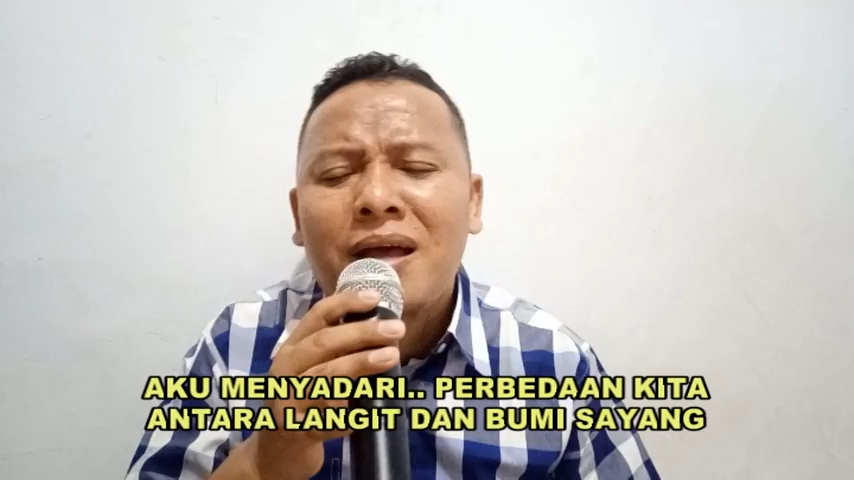 AKU MENYADARI.. PERBEDAAN KITA
ANTARA LANGIT DAN BUMI SAYANG